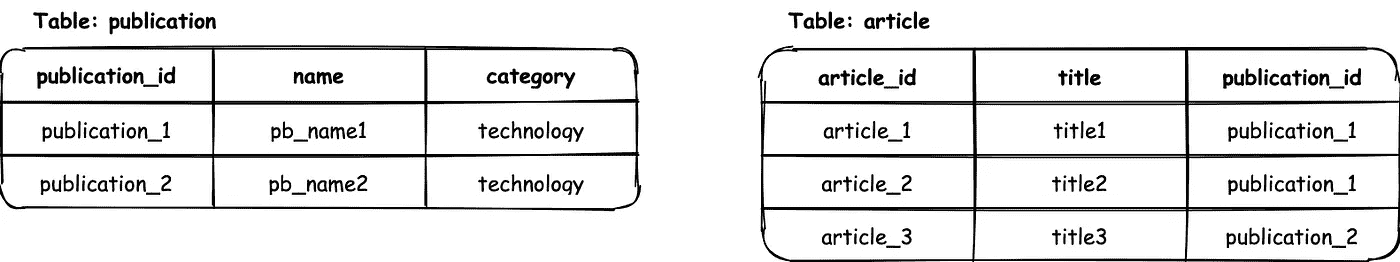 Table: publication
publication_id name category
publication_1 pb_name1 technology
publication_2 pb_name2 technology
Table: article
article_id title publication_id
article_1 title1 publication_1
article_2 title2 publication_1
article_3 title3 publication_2